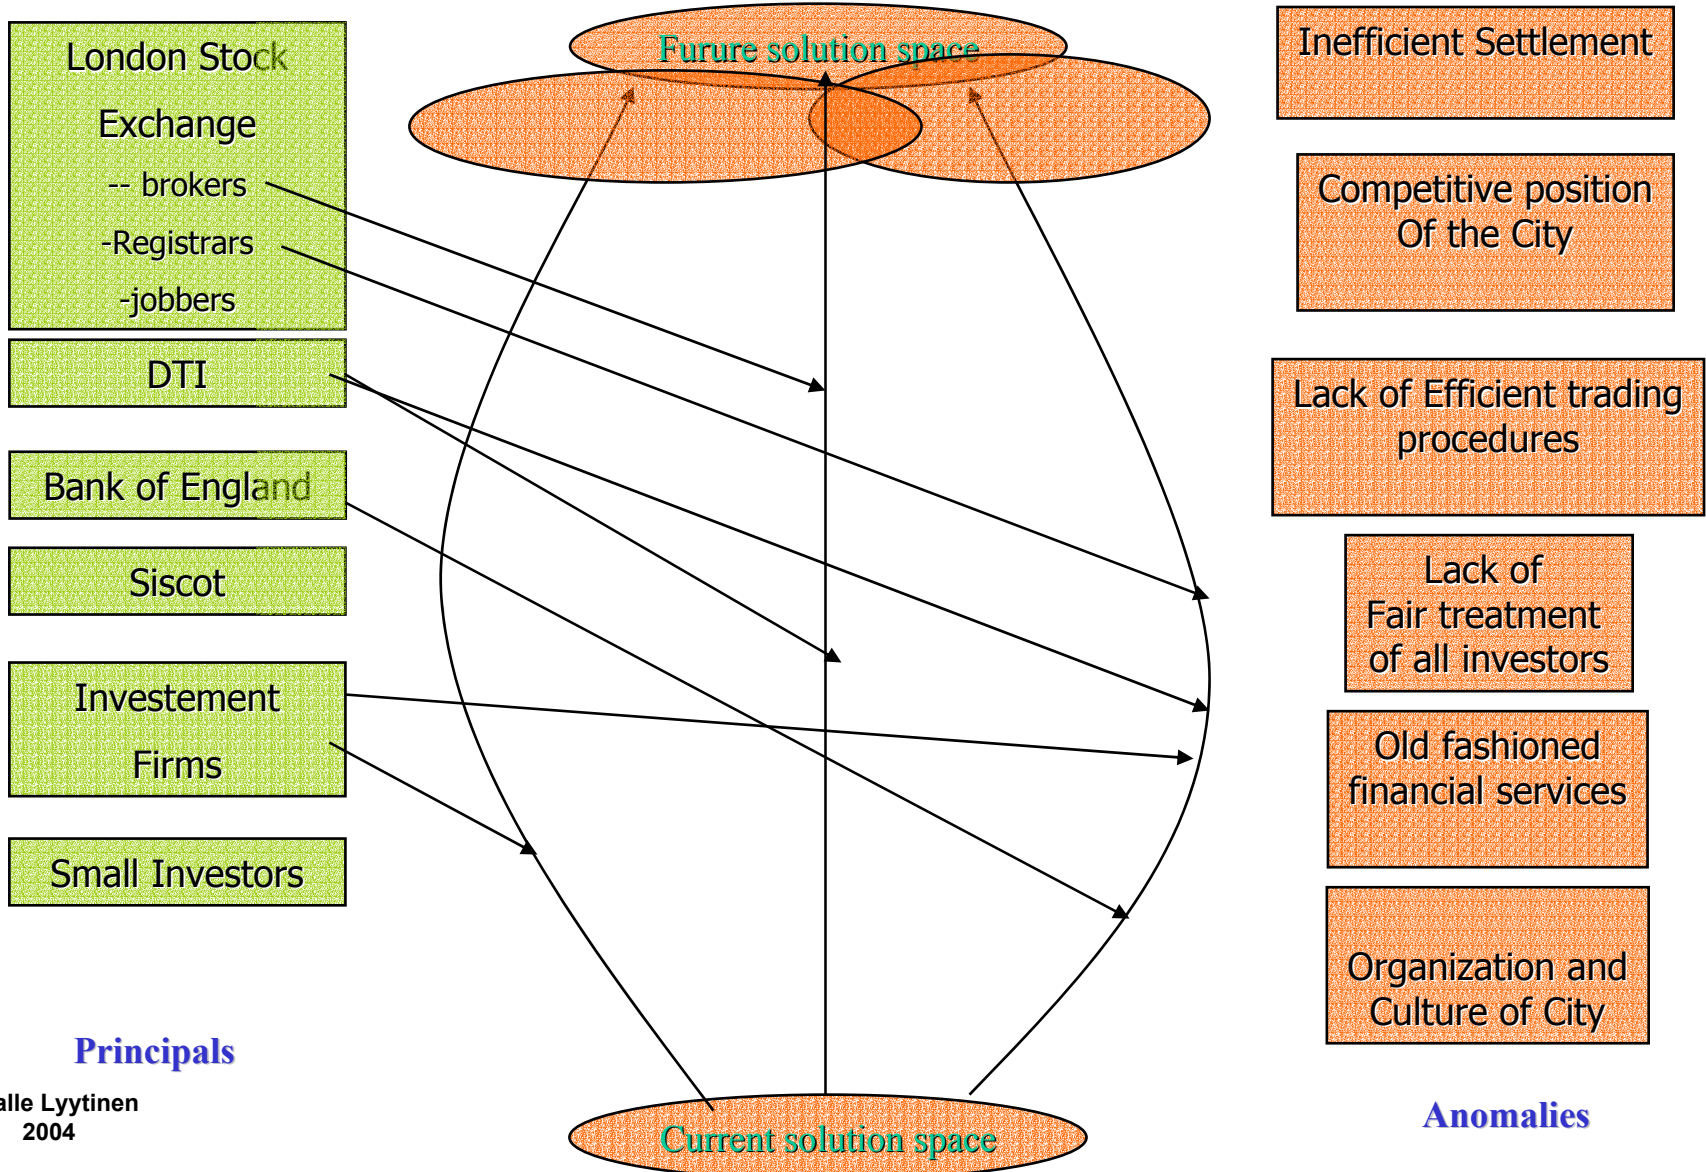 London Stock
Exchange
-- brokers
-Registrars
-jobbers
DTI
Bank of England
Siscot
Investement
Firms
Small Investors
Principals
alle Lyytinen
2004
Furure solution space
Current solution space
Inefficient Settlement
Competitive position
Of the City
Lack of Efficient trading
procedures
Lack of
Fair treatment
of all investors
Old fashioned
financial services
Organization and
Culture of City
Anomalies